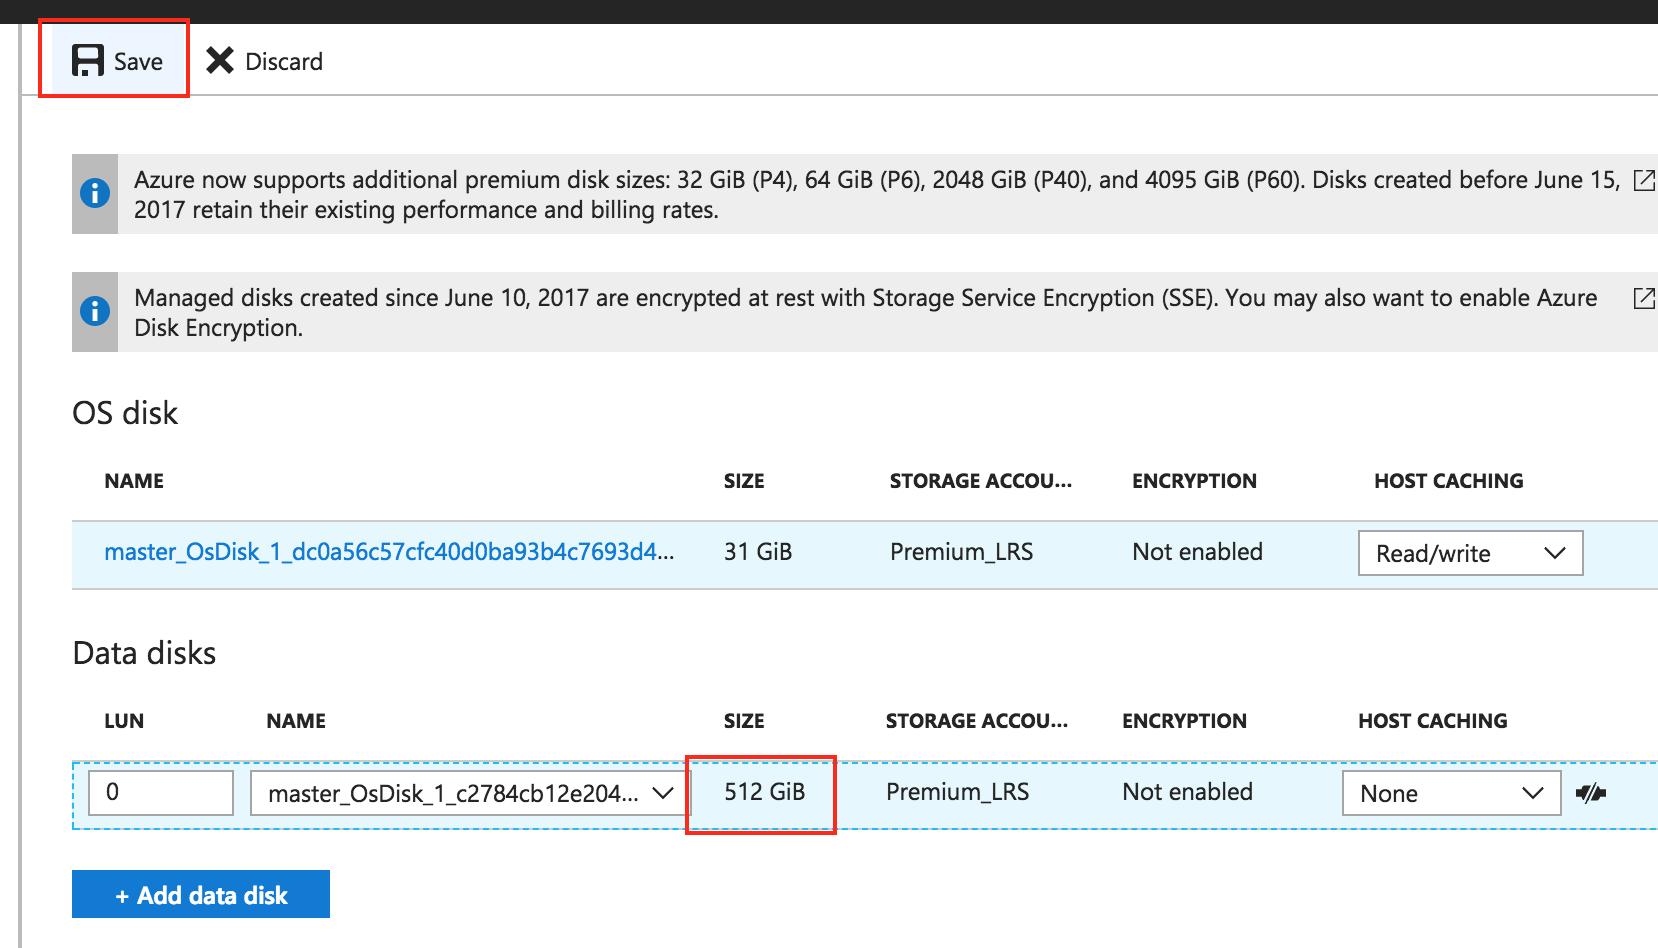 Save
Discard
Azure now supports additional premium disk sizes: 32 GiB (P4), 64 GiB (P6), 2048 GiB (P40), and 4095 GiB (P60). Disks created before June 15,
2017 retain their existing performance and billing rates.
Managed disks created since June 10, 2017 are encrypted at rest with Storage Service Encryption (SSE). You may also want to enable Azure
Disk Encryption.
OS disk
NAME SIZE STORAGE ACCOU... ENCRYPTION HOST CACHING
master_OsDisk_1_dc0a56c57cfc40d0ba93b4c7693d4... 31 GiB Premium_LRS Not enabled Read/write
Data disks
LUN NAME SIZE STORAGE ACCOU... ENCRYPTION HOST CACHING
0 master_OsDisk_1_c2784cb12e204... 512 GiB Premium_LRS Not enabled None
+ Add data disk